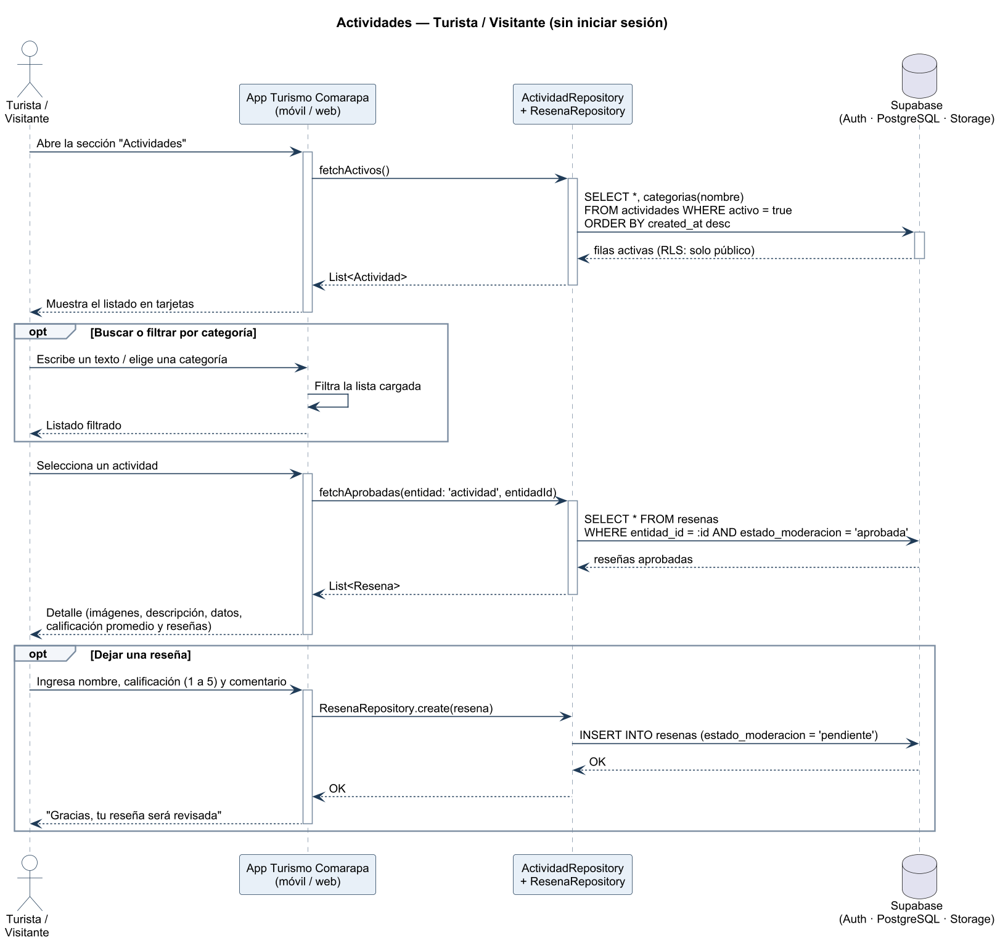 Actividades — Turista / Visitante (sin iniciar sesión)
Turista /
Visitante
App Turismo Comarapa
(móvil / web)
ActividadRepository
+ ResenaRepository
Supabase
(Auth · PostgreSQL · Storage)
Abre la sección "Actividades"
fetchActivos()
SELECT *, categorias(nombre)
FROM actividades WHERE activo = true
ORDER BY created_at desc
filas activas (RLS: solo público)
List<Actividad>
Muestra el listado en tarjetas
opt [Buscar o filtrar por categoría]
Escribe un texto / elige una categoría
Filtra la lista cargada
Listado filtrado
Selecciona un actividad
fetchAprobadas(entidad: 'actividad', entidadId)
SELECT * FROM resenas
WHERE entidad_id = :id AND estado_moderacion = 'aprobada'
reseñas aprobadas
List<Resena>
Detalle (imágenes, descripción, datos,
calificación promedio y reseñas)
opt [Dejar una reseña]
Ingresa nombre, calificación (1 a 5) y comentario
ResenaRepository.create(resena)
INSERT INTO resenas (estado_moderacion = 'pendiente')
OK
OK
"Gracias, tu reseña será revisada"
Turista /
Visitante
App Turismo Comarapa
(móvil / web)
ActividadRepository
+ ResenaRepository
Supabase
(Auth · PostgreSQL · Storage)